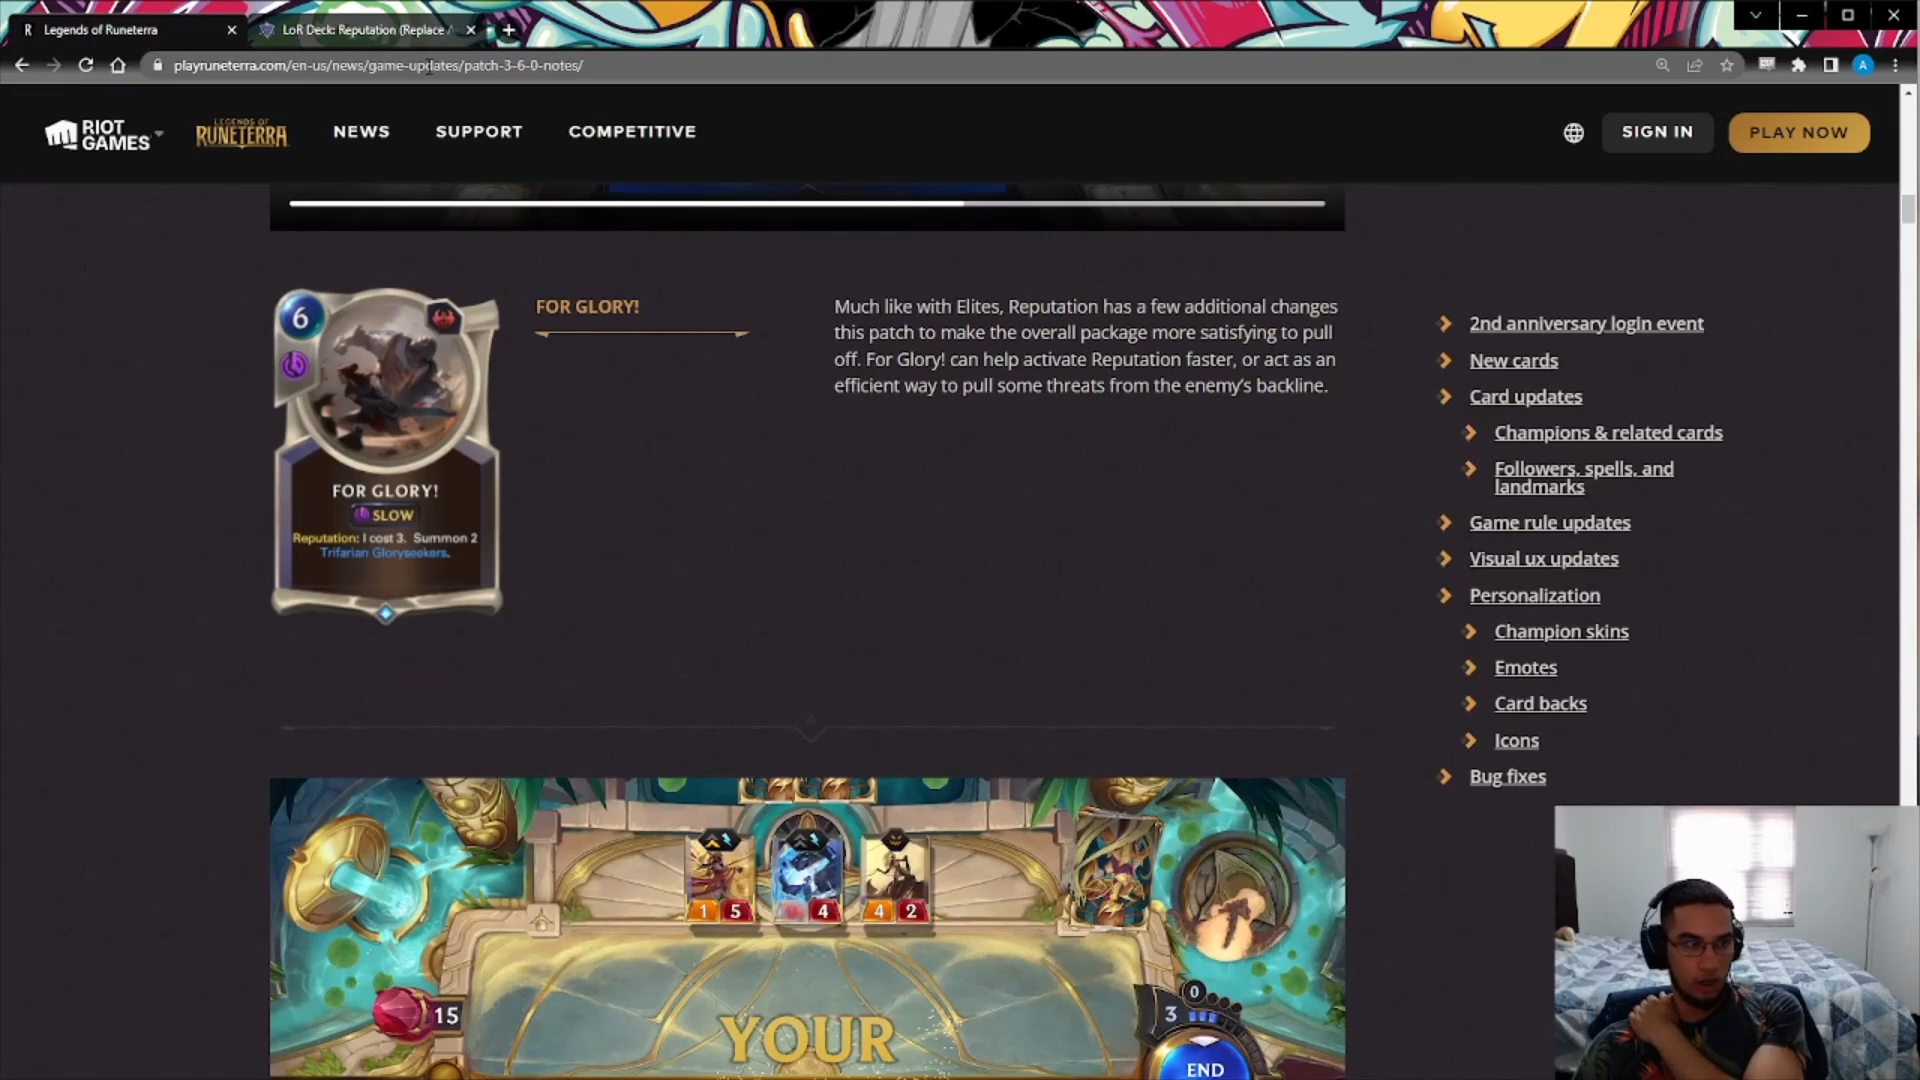 Legends of Runeterra
LoR Deck: Reputation (Replace A
playruneterra.com/en-us/news/game-updates/patch-3-6-0-notes/
A
RIOT GAMES
LEGENDS OF RUNETERRA
NEWS
SUPPORT
COMPETITIVE
SIGN IN
PLAY NOW
6
FOR GLORY!
SLOW
Reputation: I cost 3. Summon 2
Trifarian Gloryseekers.
FOR GLORY!
Much like with Elites, Reputation has a few additional changes
this patch to make the overall package more satisfying to pull
off. For Glory! can help activate Reputation faster, or act as an
efficient way to pull some threats from the enemy's backline.
2nd anniversary login event
New cards
Card updates
Champions & related cards
Followers, spells, and
landmarks
Game rule updates
Visual ux updates
Personalization
Champion skins
Emotes
Card backs
Icons
Bug fixes
1 5
4
4 2
15
YOUR
0
3
END